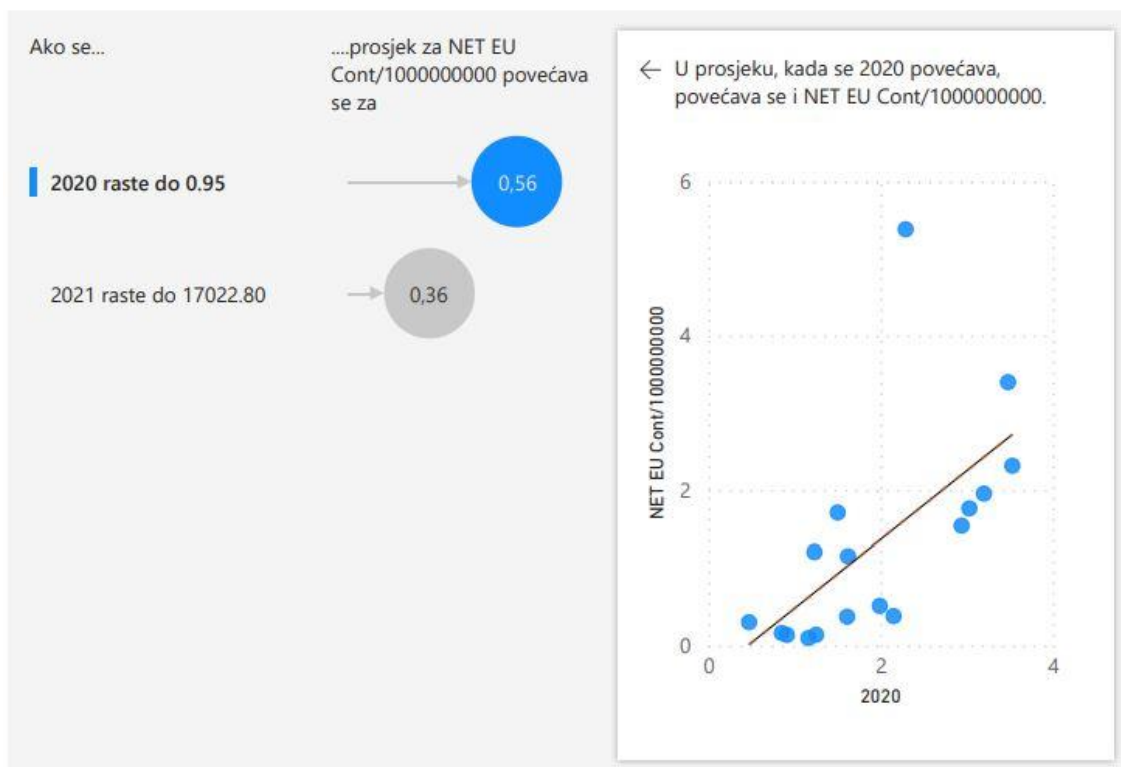 Ako se...
....prosjek za NET EU
Cont/1000000000 povećava
se za
2020 raste do 0.95
0,56
2021 raste do 17022.80
0,36
← U prosjeku, kada se 2020 povećava,
povećava se i NET EU Cont/1000000000.
NET EU Cont/1000000000
6
4
2
0
0
2
4
2020